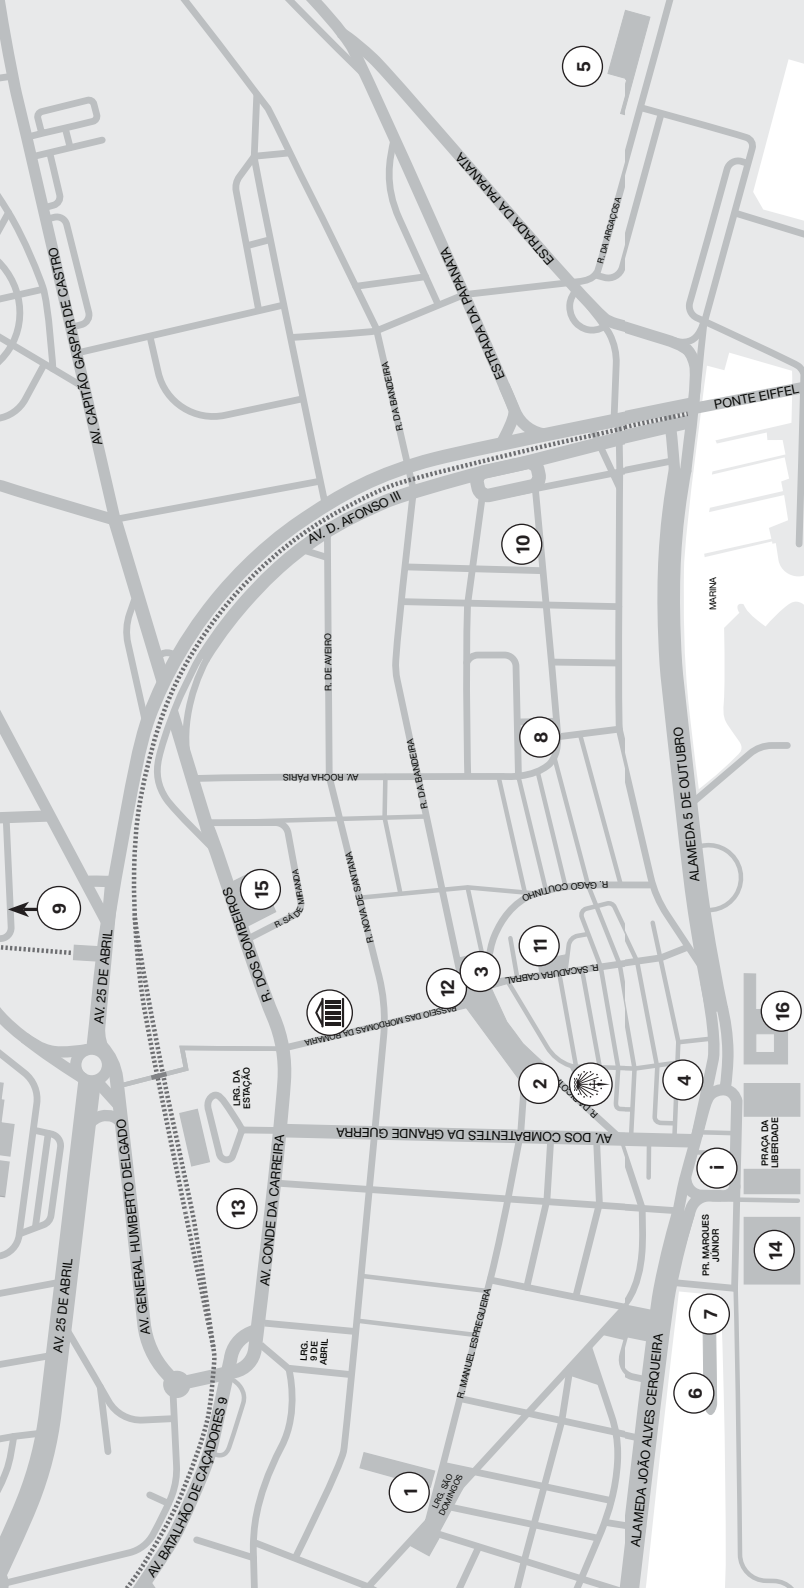 AV. CAPITÃO GASPAR DE CASTRO
5
ESTRADA DA PAPANATA
ESTRADA DA PAPANATA
R. DA ARGAÇOSA
R. DA BANDEIRA
PONTE EIFFEL
AV. D. AFONSO III
10
MARINA
R. DE AVEIRO
AV. ROCHA PÁRIS
R. DA BANDEIRA
8
ALAMEDA 5 DE OUTUBRO
9
15
R. SÁ DE MIRANDA
R. NOVA DE SANTANA
R. GAGO COUTINHO
AV. 25 DE ABRIL
R. DOS BOMBEIROS
11
12
3
R. SACADURA CABRAL
PASSEIO DAS MORDOMAS DA ROMARIA
16
LRG. DA
ESTAÇÃO
2
4
AV. DOS COMBATENTES DA GRANDE GUERRA
PRAÇA DA
LIBERDADE
i
AV. GENERAL HUMBERTO DELGADO
13
AV. CONDE DA CARREIRA
PR. MARQUES
JÚNIOR
14
AV. 25 DE ABRIL
LRG.
9 DE
ABRIL
R. MANUEL ESPREGUEIRA
7
6
AV. BATALHÃO DE CAÇADORES 9
1
LRG. SÃO
DOMINGOS
ALAMEDA JOÃO ALVES CERQUEIRA